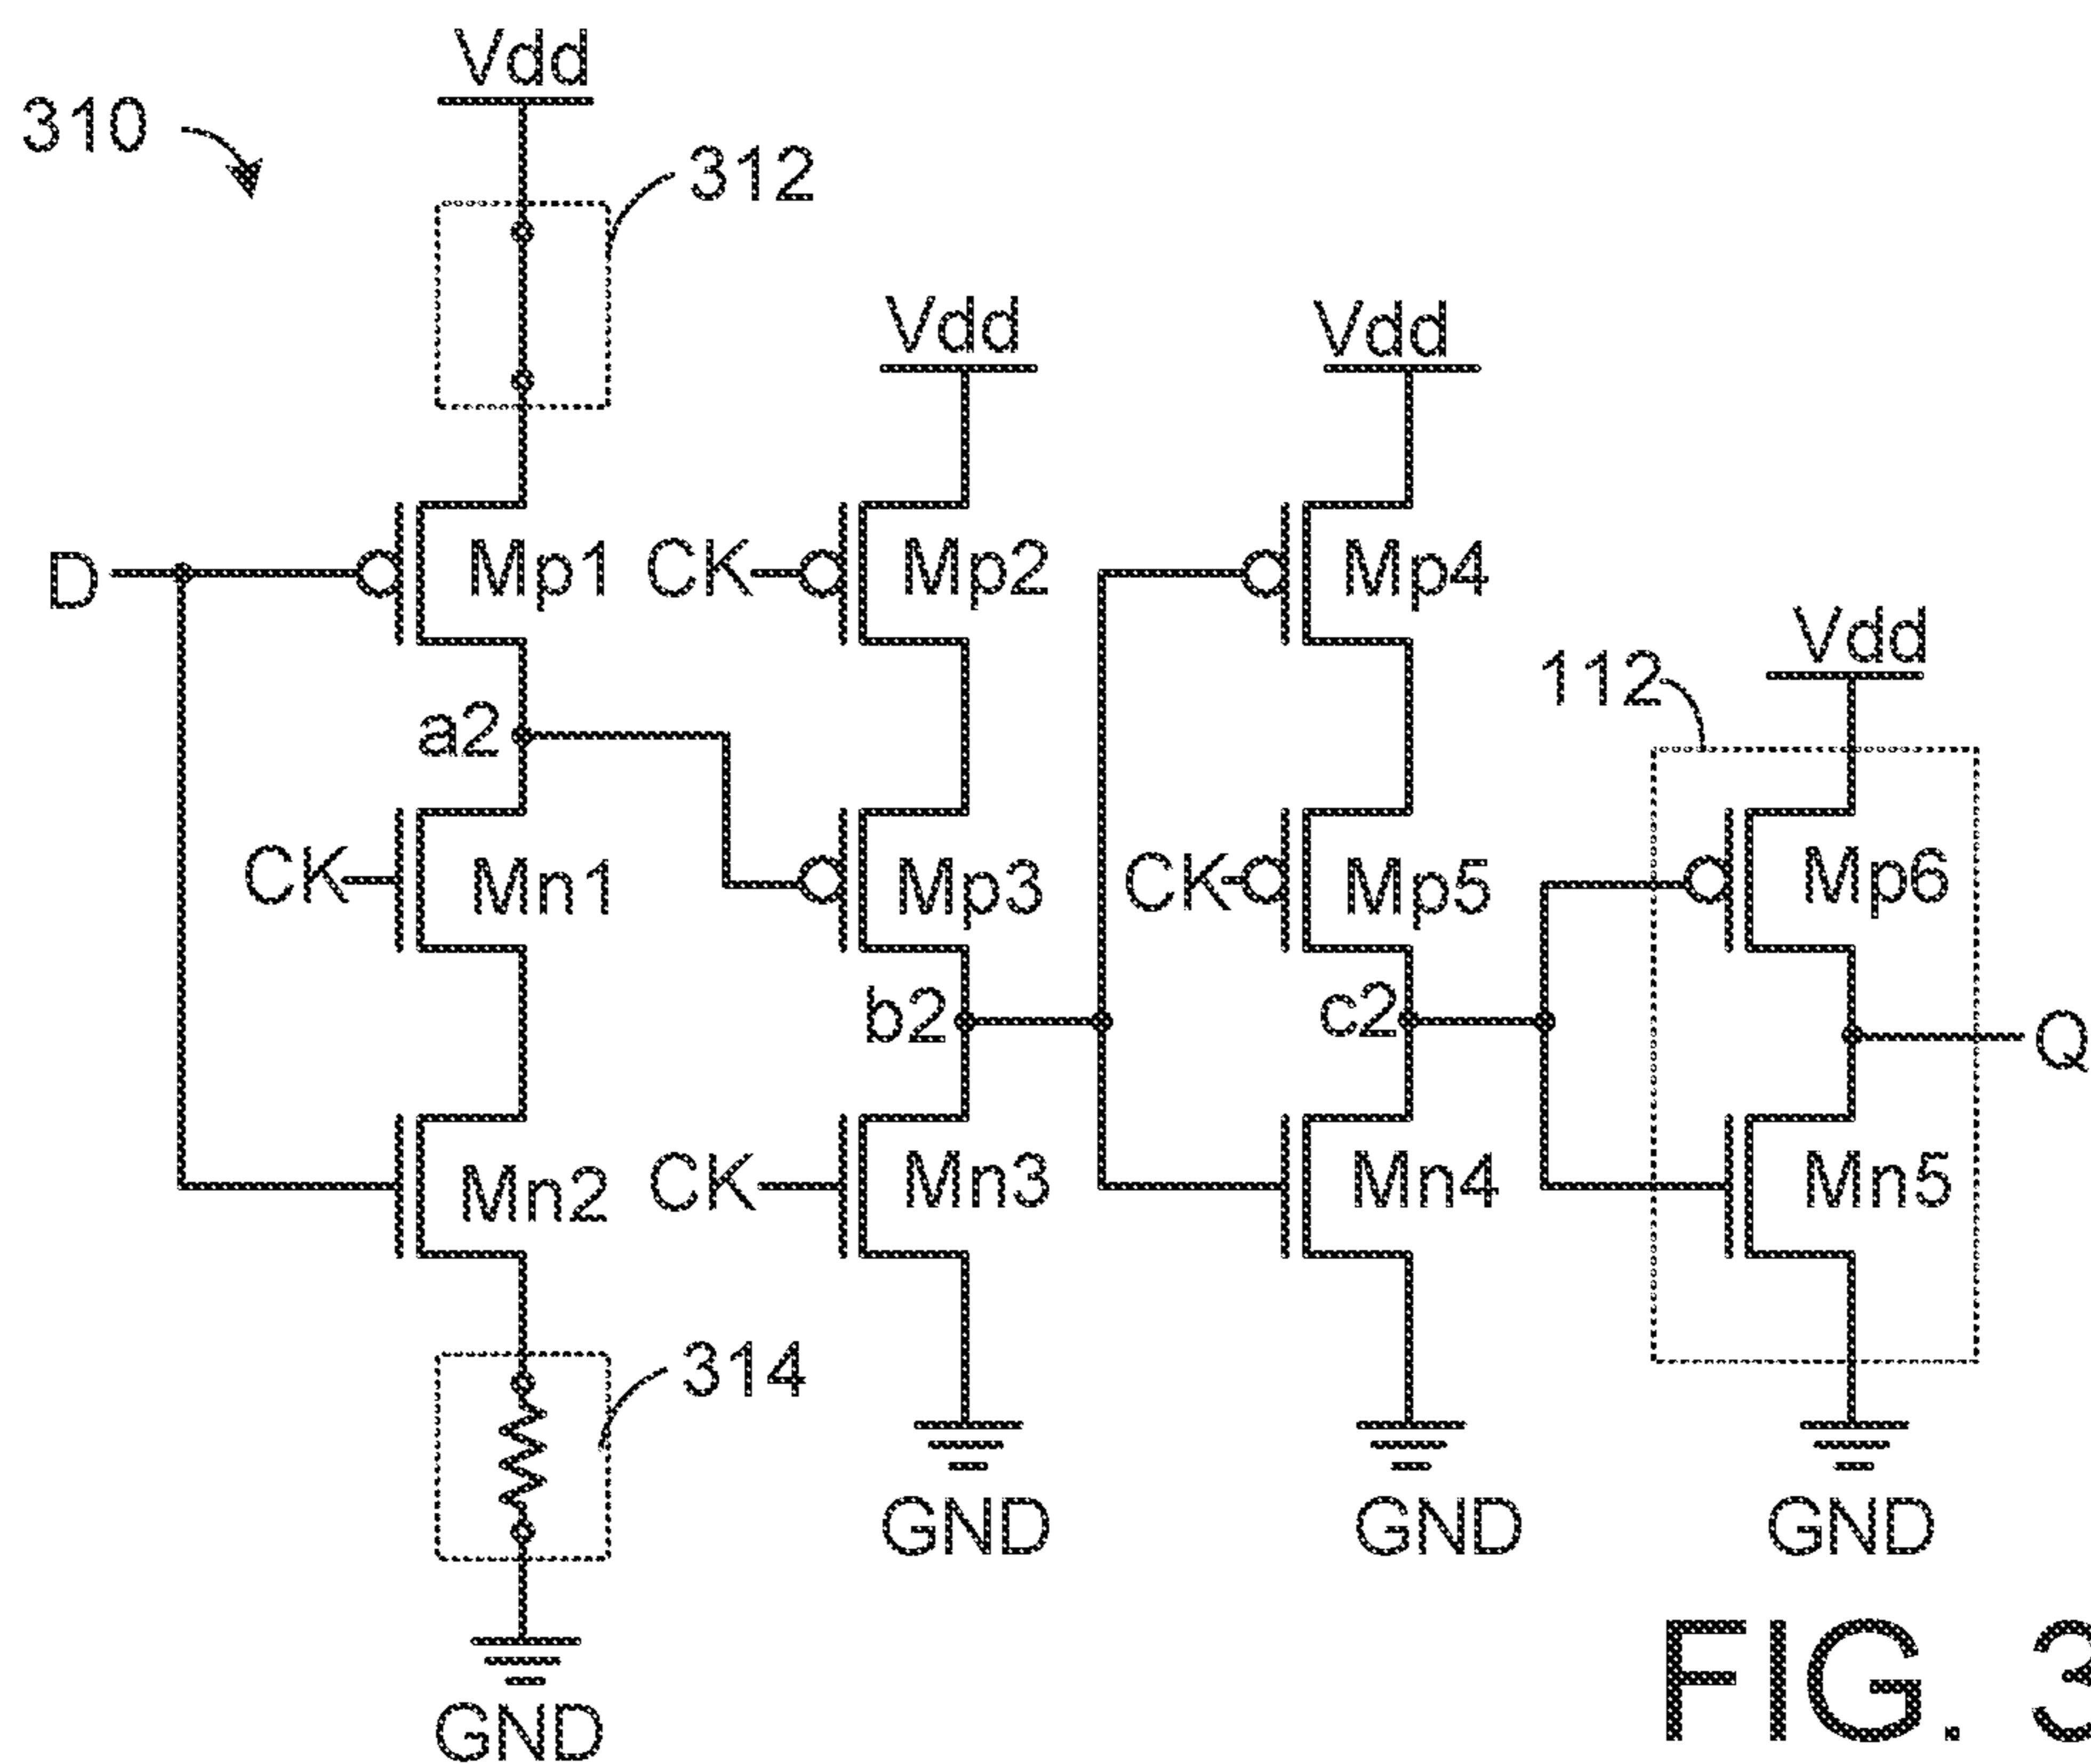 Vdd
310
312
Vdd
Vdd
D
Mp1
CK
Mp2
Mp4
Vdd
112
a2
CK
Mn1
Mp3
CK
Mp5
Mp6
b2
c2
Q
Mn2
CK
Mn3
Mn4
Mn5
314
GND
GND
GND
GND
FIG. 3